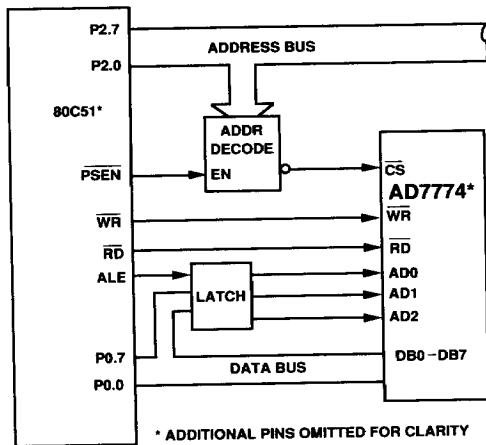 P2.7
ADDRESS BUS
P2.0
80C51*
ADDR
DECODE
EN
PSEN
CS
AD7774*
WR
WR
RD
RD
ALE
LATCH
AD0
AD1
AD2
P0.7
DB0–DB7
DATA BUS
P0.0
* ADDITIONAL PINS OMITTED FOR CLARITY